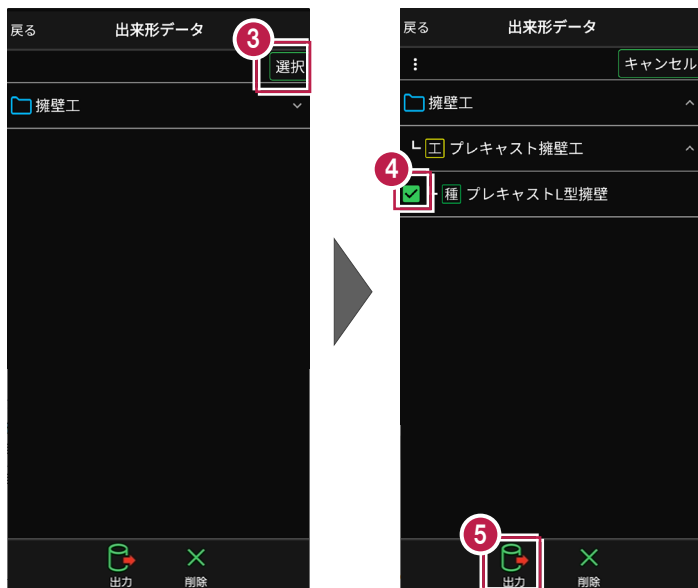 戻る 出来形データ
3
選択
擁壁工
出力 削除
戻る 出来形データ
キャンセル
擁壁工
工 プレキャスト擁壁工
4
種 プレキャストL型擁壁
5
出力 削除